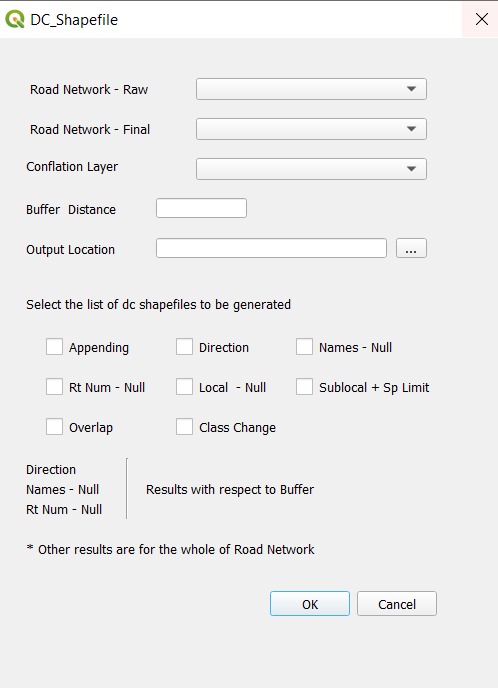 DC_Shapefile
Road Network - Raw
Road Network - Final
Conflation Layer
Buffer Distance
Output Location ...
Select the list of dc shapefiles to be generated
Appending Direction Names - Null
Rt Num - Null Local - Null Sublocal + Sp Limit
Overlap Class Change
Direction
Names - Null Results with respect to Buffer
Rt Num - Null
* Other results are for the whole of Road Network
OK Cancel